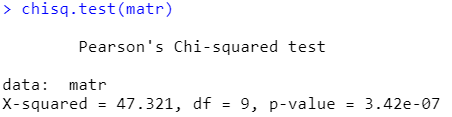 > chisq.test(matr)
Pearson's Chi-squared test
data:  matr
X-squared = 47.321, df = 9, p-value = 3.42e-07